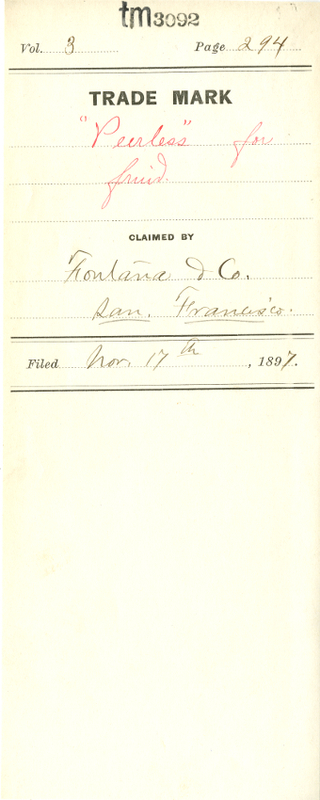 tm3092
Vol. 3 Page 294
TRADE MARK
"Peerless" for
fruid.
CLAIMED BY
Fontana & Co.
San. Francisco.
Filed Nov. 17th, 1897.